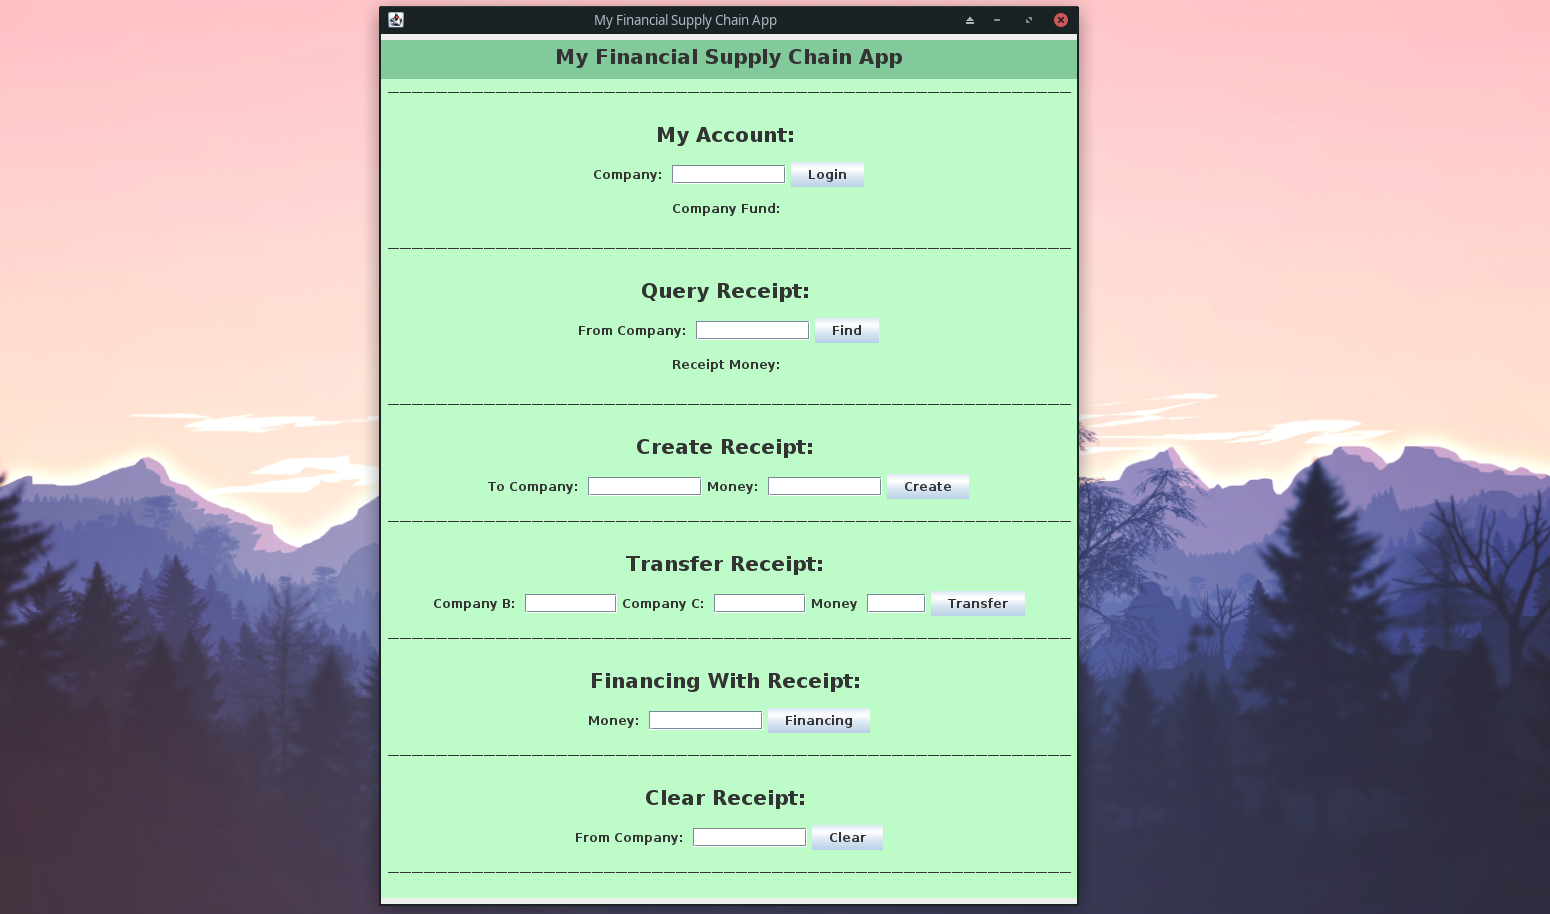 My Financial Supply Chain App
My Financial Supply Chain App
My Account:
Company: Login
Company Fund:
Query Receipt:
From Company: Find
Receipt Money:
Create Receipt:
To Company: Money: Create
Transfer Receipt:
Company B: Company C: Money Transfer
Financing With Receipt:
Money: Financing
Clear Receipt:
From Company: Clear